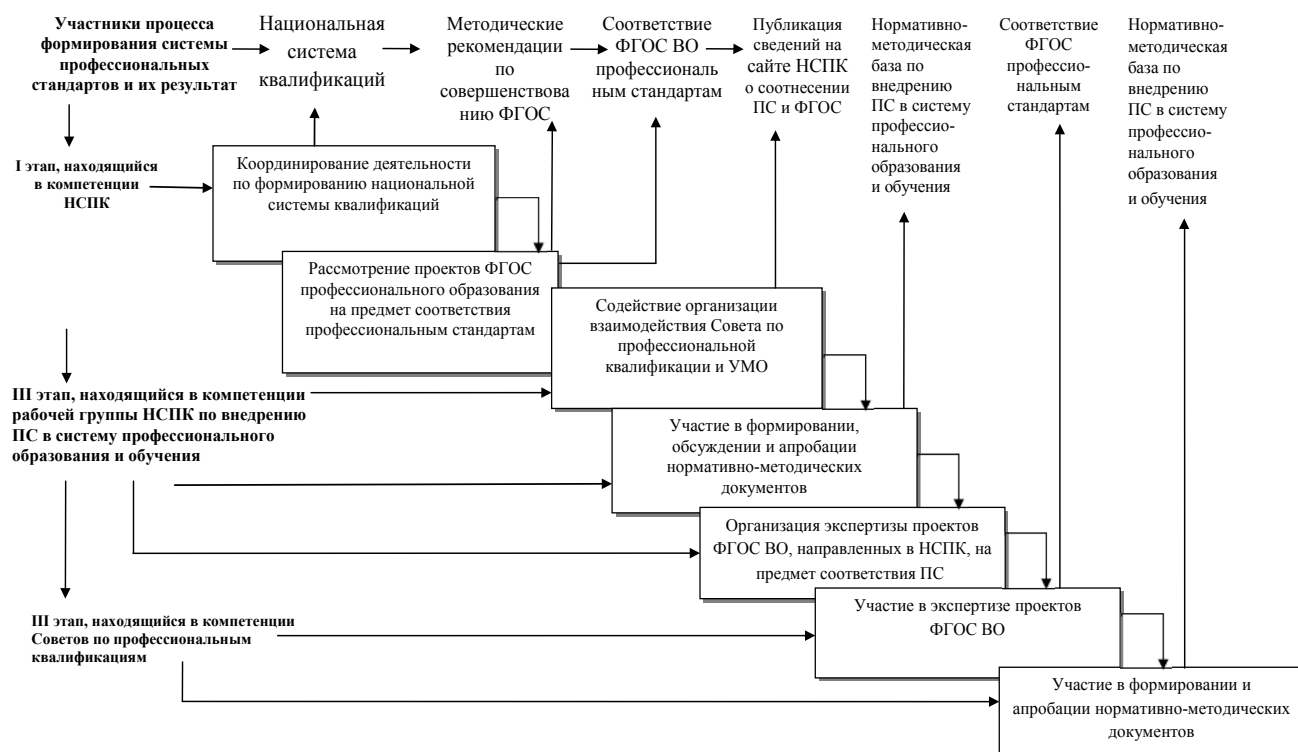 Участники процесса
формирования системы
профессиональных
стандартов и их результат
Национальная
система
квалификаций
Методические
рекомендации
по
совершенствова
нию ФГОС
Соответствие
ФГОС ВО
профессиональ
ным стандартам
Публикация
сведений на
сайте НСПК
о соотнесении
ПС и ФГОС
Нормативно-
методическая
база по
внедрению
ПС в систему
профессио-
нального
образования
и обучения
Соответствие
ФГОС
профессио-
нальным
стандартам
Нормативно-
методическая
база по
внедрению
ПС в систему
профессио-
нального
образования
и обучения
I этап, находящийся
в компетенции
НСПК
Координирование деятельности
по формированию национальной
системы квалификаций
Рассмотрение проектов ФГОС
профессионального образования
на предмет соответствия
профессиональным стандартам
Содействие организации
взаимодействия Совета по
профессиональной
квалификации и УМО
III этап, находящийся в компетенции
рабочей группы НСПК по внедрению
ПС в систему профессионального
образования и обучения
Участие в формировании,
обсуждении и апробации
нормативно-методических
документов
Организация экспертизы проектов
ФГОС ВО, направленных в НСПК, на
предмет соответствия ПС
III этап, находящийся в компетенции
Советов по профессиональным
квалификациям
Участие в экспертизе проектов
ФГОС ВО
Участие в формировании и
апробации нормативно-методических
документов